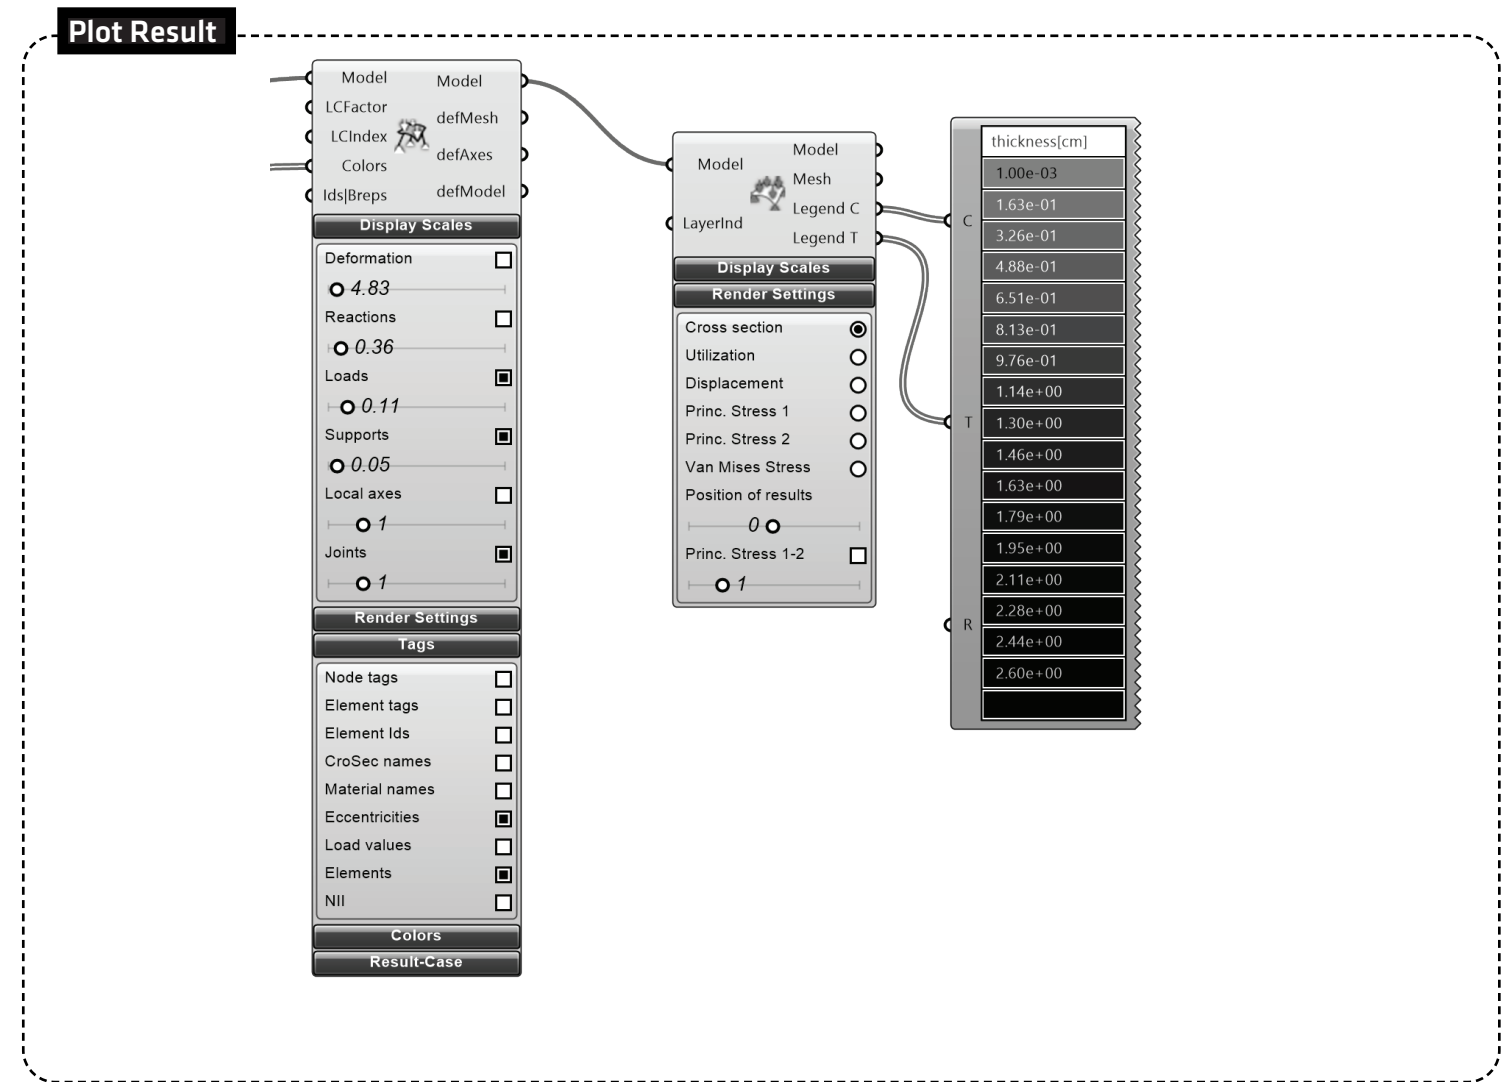 Plot Result
Model
LCFactor
LCIndex
Colors
Ids|Breps
Model
defMesh
defAxes
defModel
Display Scales
Deformation
4.83
Reactions
0.36
Loads
0.11
Supports
0.05
Local axes
1
Joints
1
Render Settings
Tags
Node tags
Element tags
Element Ids
CroSec names
Material names
Eccentricities
Load values
Elements
NII
Colors
Result-Case
Model
LayerInd
Model
Mesh
Legend C
Legend T
Display Scales
Render Settings
Cross section
Utilization
Displacement
Princ. Stress 1
Princ. Stress 2
Van Mises Stress
Position of results
0
Princ. Stress 1-2
1
C
T
R
thickness[cm]
1.00e-03
1.63e-01
3.26e-01
4.88e-01
6.51e-01
8.13e-01
9.76e-01
1.14e+00
1.30e+00
1.46e+00
1.63e+00
1.79e+00
1.95e+00
2.11e+00
2.28e+00
2.44e+00
2.60e+00